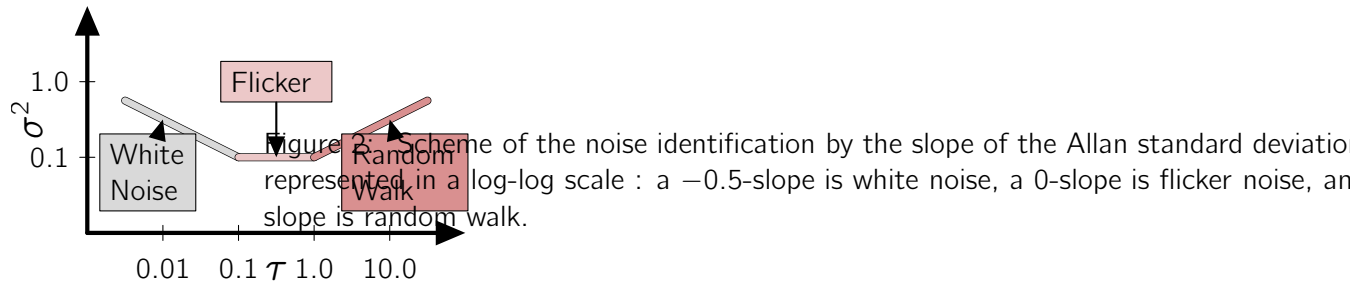 1.0
σ²
0.1
Flicker
White
Noise
Random
Walk
0.01
0.1
τ
1.0
10.0
Figure 2: Scheme of the noise identification by the slope of the Allan standard deviation
represented in a log-log scale : a −0.5-slope is white noise, a 0-slope is flicker noise, an
slope is random walk.